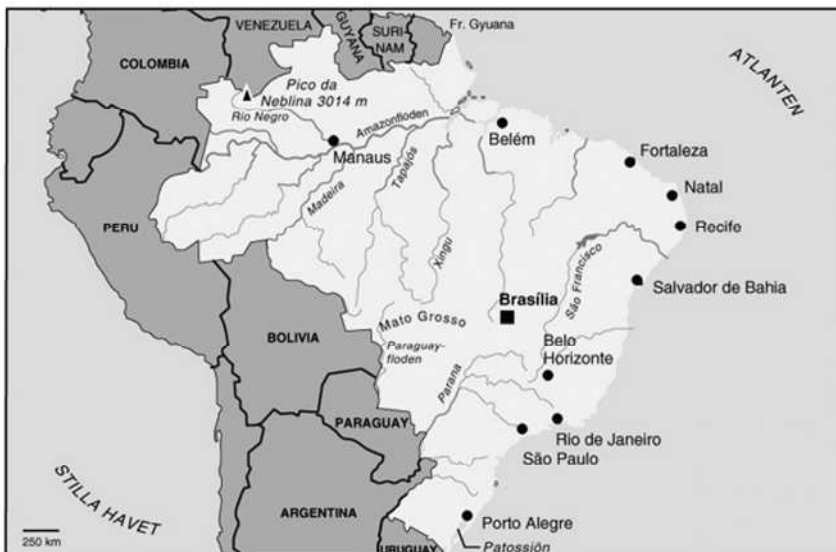 Fr. Gyuana
VENEZUELA
GUYANA
SURI-
NAM
ATLANTEN
COLOMBIA
Pico da
Neblina 3014 m
Rio Negro
Amazonfloden
Manaus
Belém
Fortaleza
Natal
Recife
Madeira
Tapajós
Xingu
PERU
São Francisco
Salvador de Bahia
Brasília
Mato Grosso
BOLIVIA
Paraguay-
floden
Belo
Horizonte
Parana
PARAGUAY
Rio de Janeiro
São Paulo
STILLA HAVET
ARGENTINA
Porto Alegre
250 km
URUGUAY
Patossjön